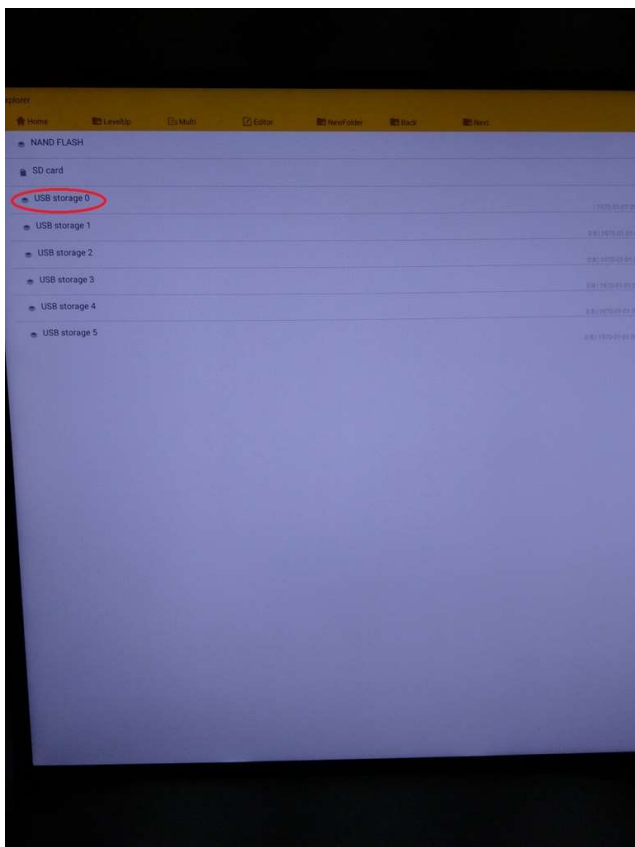 xplorer
Home LevelUp Multi Editor NewFolder Back Next
NAND FLASH
SD card
USB storage 0
USB storage 1
USB storage 2
USB storage 3
USB storage 4
USB storage 5